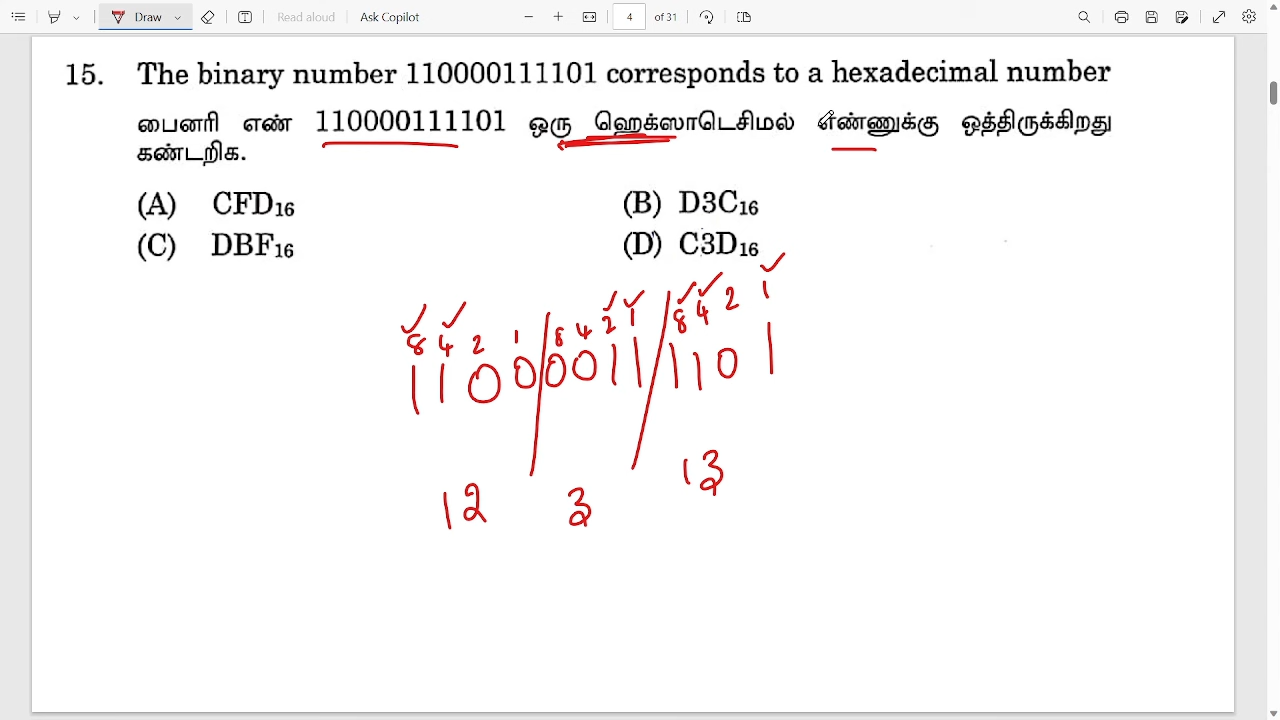 Draw
Read aloud
Ask Copilot
4
of 31
15. The binary number 110000111101 corresponds to a hexadecimal number
பைனரி எண் 110000111101 ஒரு ஹெக்ஸாடெசிமல் எண்ணுக்கு ஒத்திருக்கிறது
கண்டறிக.
(A) CFD₁₆ (B) D3C₁₆
(C) DBF₁₆ (D) C3D₁₆
8 4 2 1 8 4 2 1 8 4 2 1
1 1 0 0 / 0 0 1 1 / 1 1 0 1
12 3 13